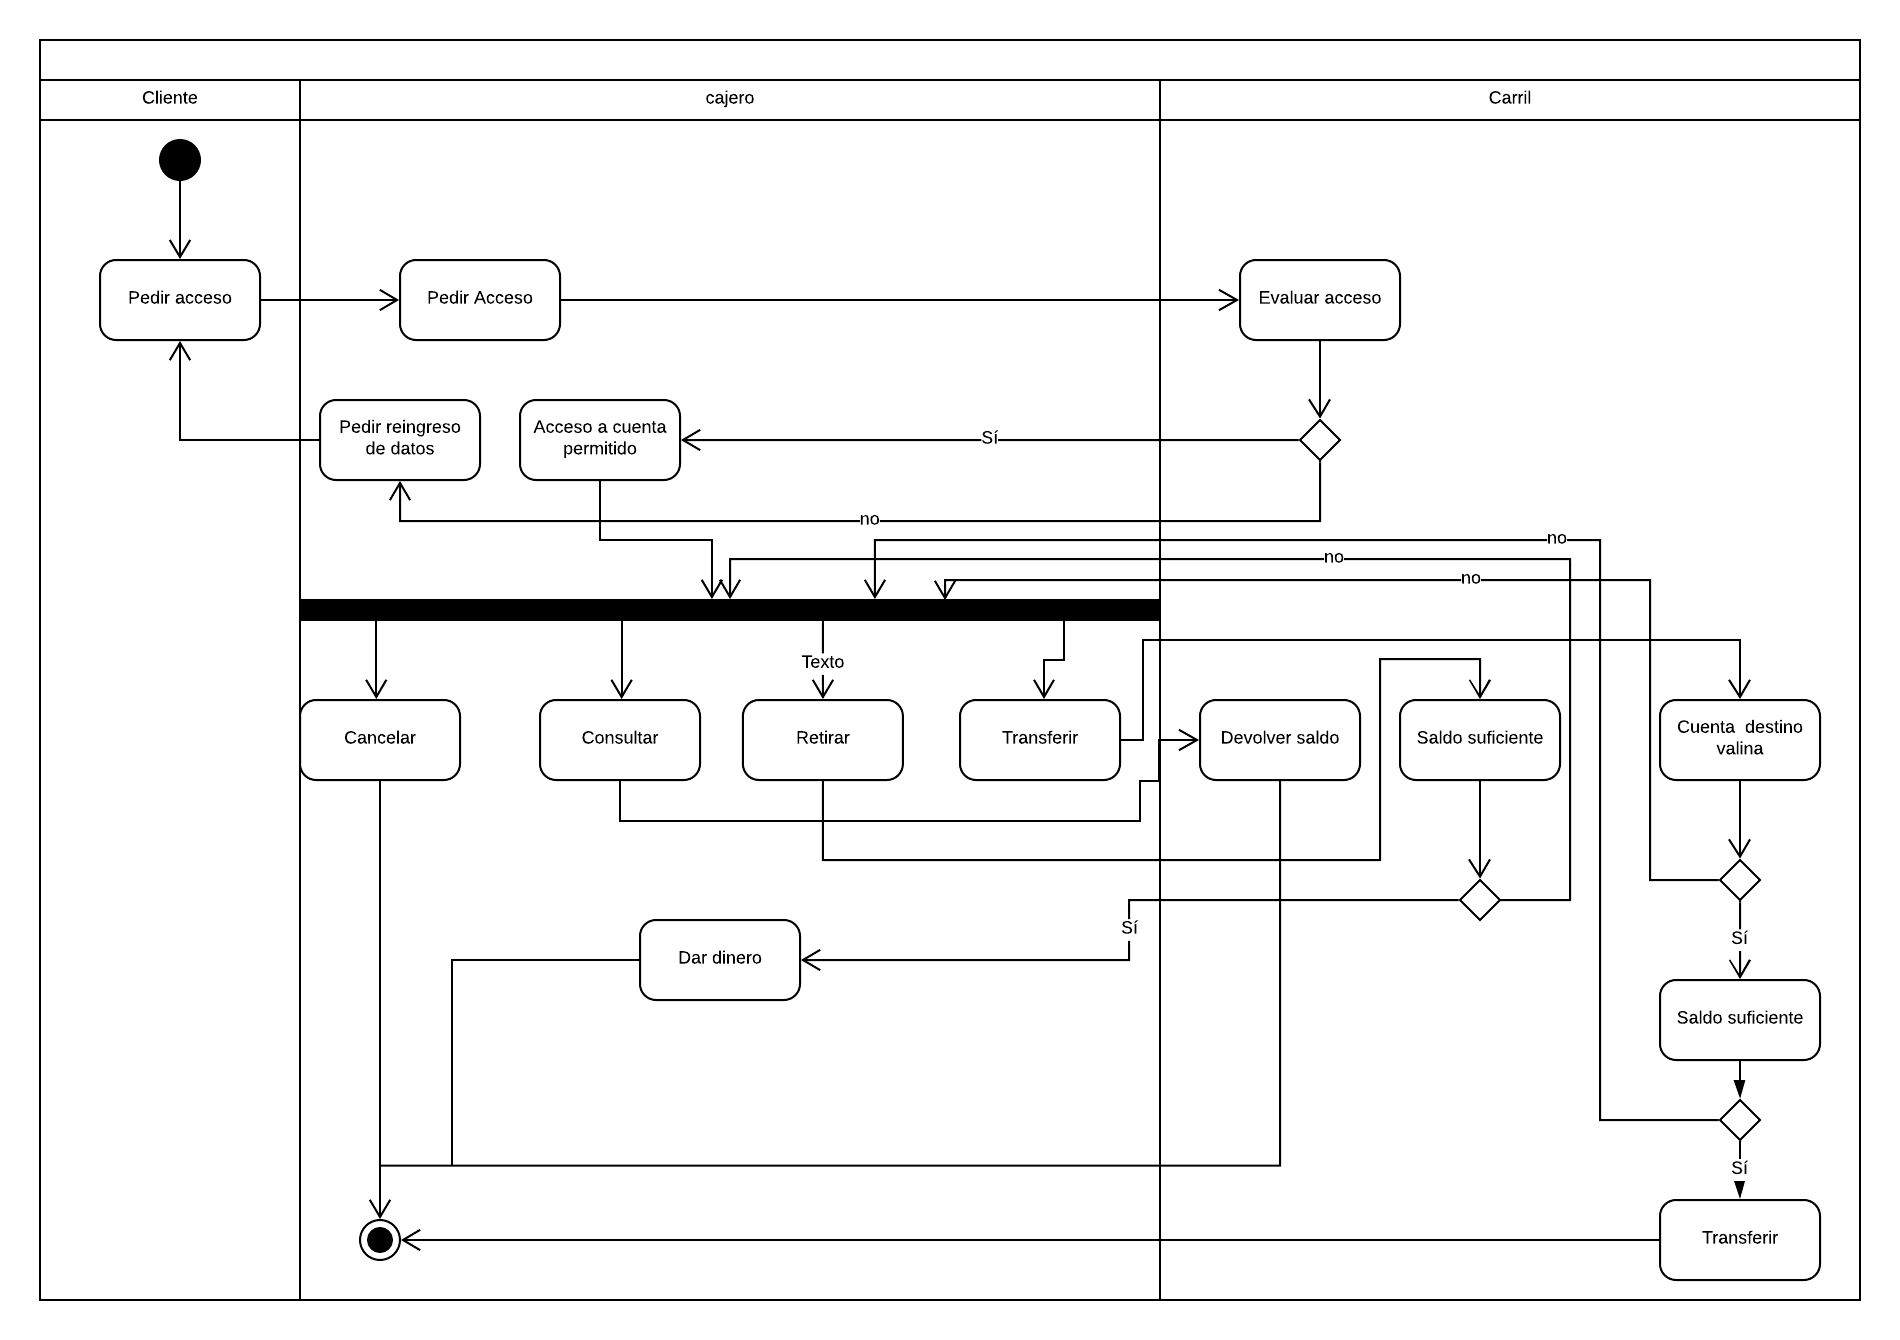 Cliente
cajero
Carril
Pedir acceso
Pedir Acceso
Evaluar acceso
Pedir reingreso
de datos
Acceso a cuenta
permitido
Sí
no
no
no
no
Texto
Cancelar
Consultar
Retirar
Transferir
Devolver saldo
Saldo suficiente
Cuenta  destino
valina
Sí
Sí
Dar dinero
Saldo suficiente
Sí
Transferir